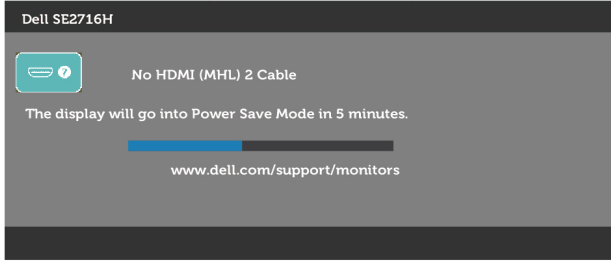 Dell SE2716H
?
No HDMI (MHL) 2 Cable
The display will go into Power Save Mode in 5 minutes.
www.dell.com/support/monitors